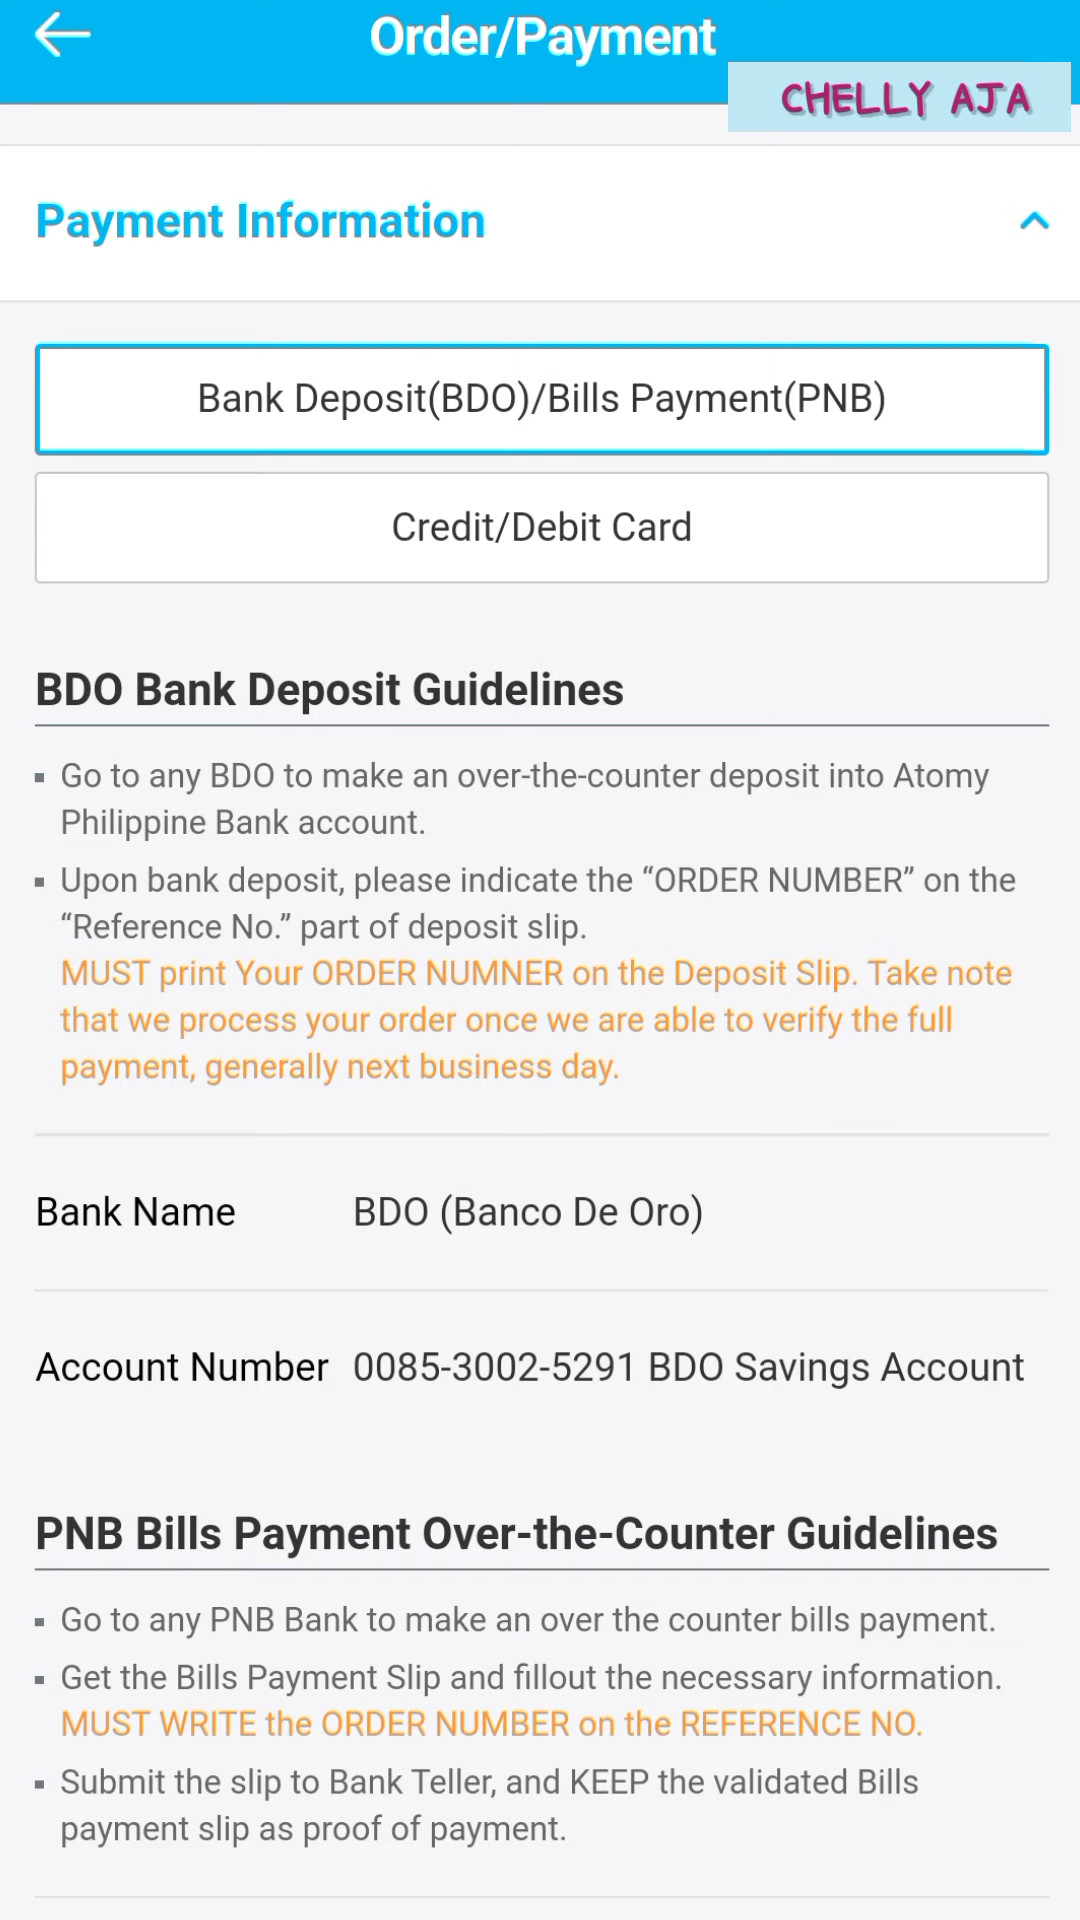 Order/Payment
CHELLY AJA
Payment Information
Bank Deposit(BDO)/Bills Payment(PNB)
Credit/Debit Card
BDO Bank Deposit Guidelines
▪ Go to any BDO to make an over-the-counter deposit into Atomy
Philippine Bank account.
▪ Upon bank deposit, please indicate the “ORDER NUMBER” on the
“Reference No.” part of deposit slip.
MUST print Your ORDER NUMNER on the Deposit Slip. Take note
that we process your order once we are able to verify the full
payment, generally next business day.
Bank Name BDO (Banco De Oro)
Account Number 0085-3002-5291 BDO Savings Account
PNB Bills Payment Over-the-Counter Guidelines
▪ Go to any PNB Bank to make an over the counter bills payment.
▪ Get the Bills Payment Slip and fillout the necessary information.
MUST WRITE the ORDER NUMBER on the REFERENCE NO.
▪ Submit the slip to Bank Teller, and KEEP the validated Bills
payment slip as proof of payment.